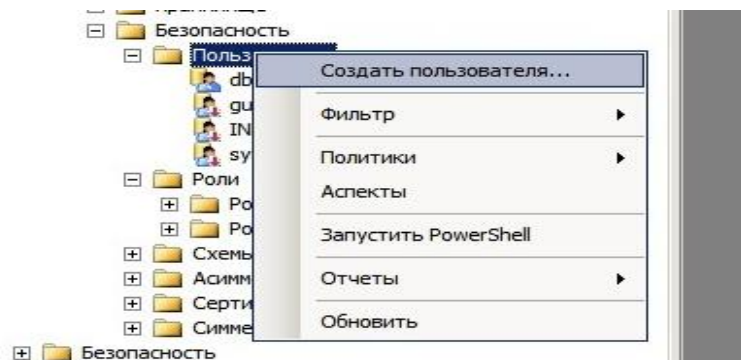 Безопасность
Польз
Создать пользователя...
db
gu
Фильтр
IN
sy
Политики
Роли
Аспекты
Ро
Ро
Запустить PowerShell
Схемы
Асимм
Отчеты
Серти
Симме
Обновить
Безопасность